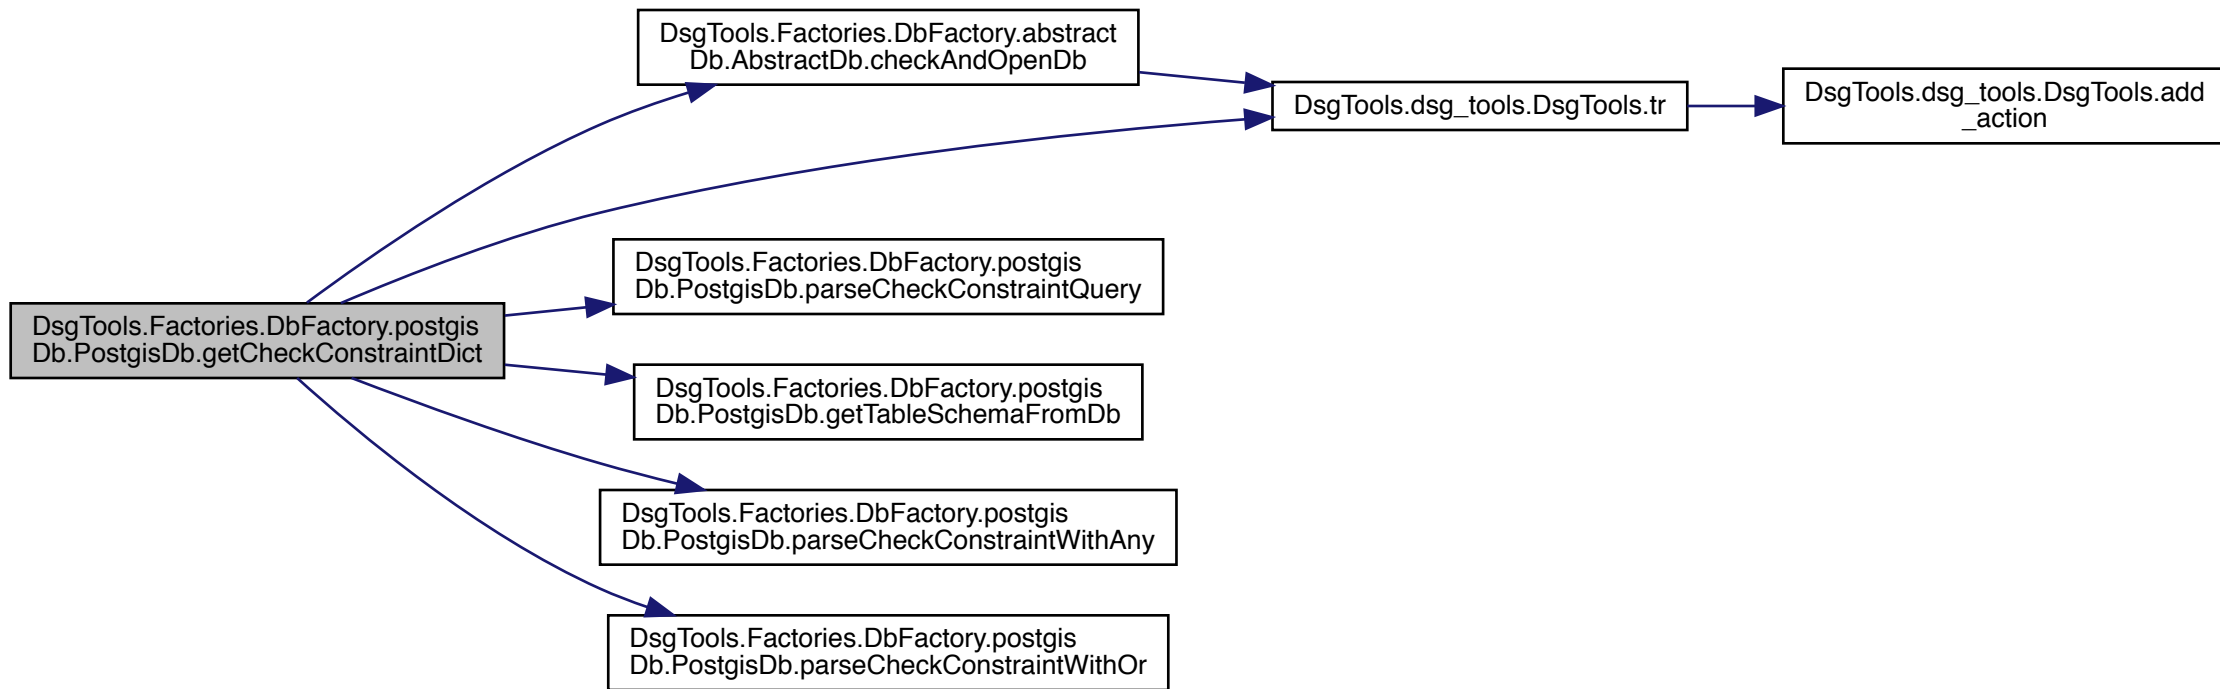 DsgTools.Factories.DbFactory.abstract
Db.AbstractDb.checkAndOpenDb
DsgTools.dsg_tools.DsgTools.tr
DsgTools.dsg_tools.DsgTools.add
_action
DsgTools.Factories.DbFactory.postgis
Db.PostgisDb.parseCheckConstraintQuery
DsgTools.Factories.DbFactory.postgis
Db.PostgisDb.getCheckConstraintDict
DsgTools.Factories.DbFactory.postgis
Db.PostgisDb.getTableSchemaFromDb
DsgTools.Factories.DbFactory.postgis
Db.PostgisDb.parseCheckConstraintWithAny
DsgTools.Factories.DbFactory.postgis
Db.PostgisDb.parseCheckConstraintWithOr